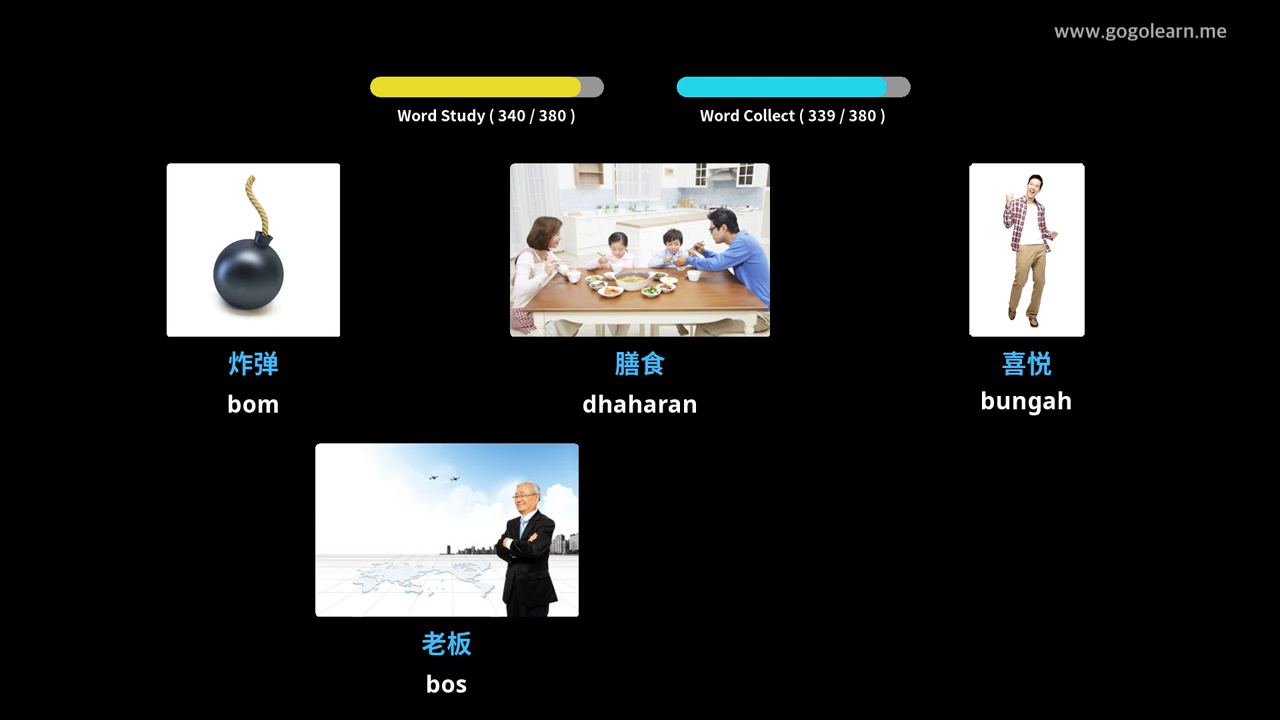 www.gogolearn.me
Word Study ( 340 / 380 )
Word Collect ( 339 / 380 )
炸弹
bom
膳食
dhaharan
喜悦
bungah
老板
bos